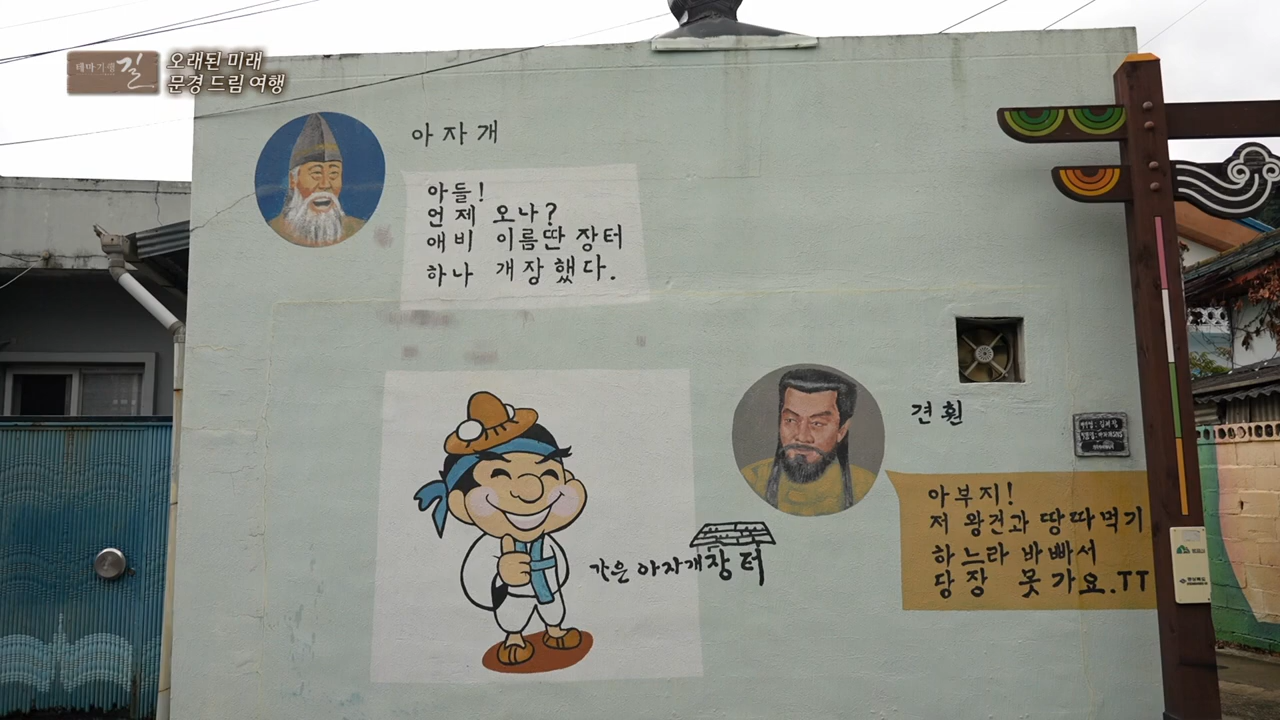 테마기행 길
오래된 미래
문경 드림 여행
아자개
아들!
언제 오나?
애비 이름딴 장터
하나 개장했다.
견훤
아부지!
저 왕건과 땅따먹기
하느라 바빠서
당장 못가요.TT
갓은 아자개장터